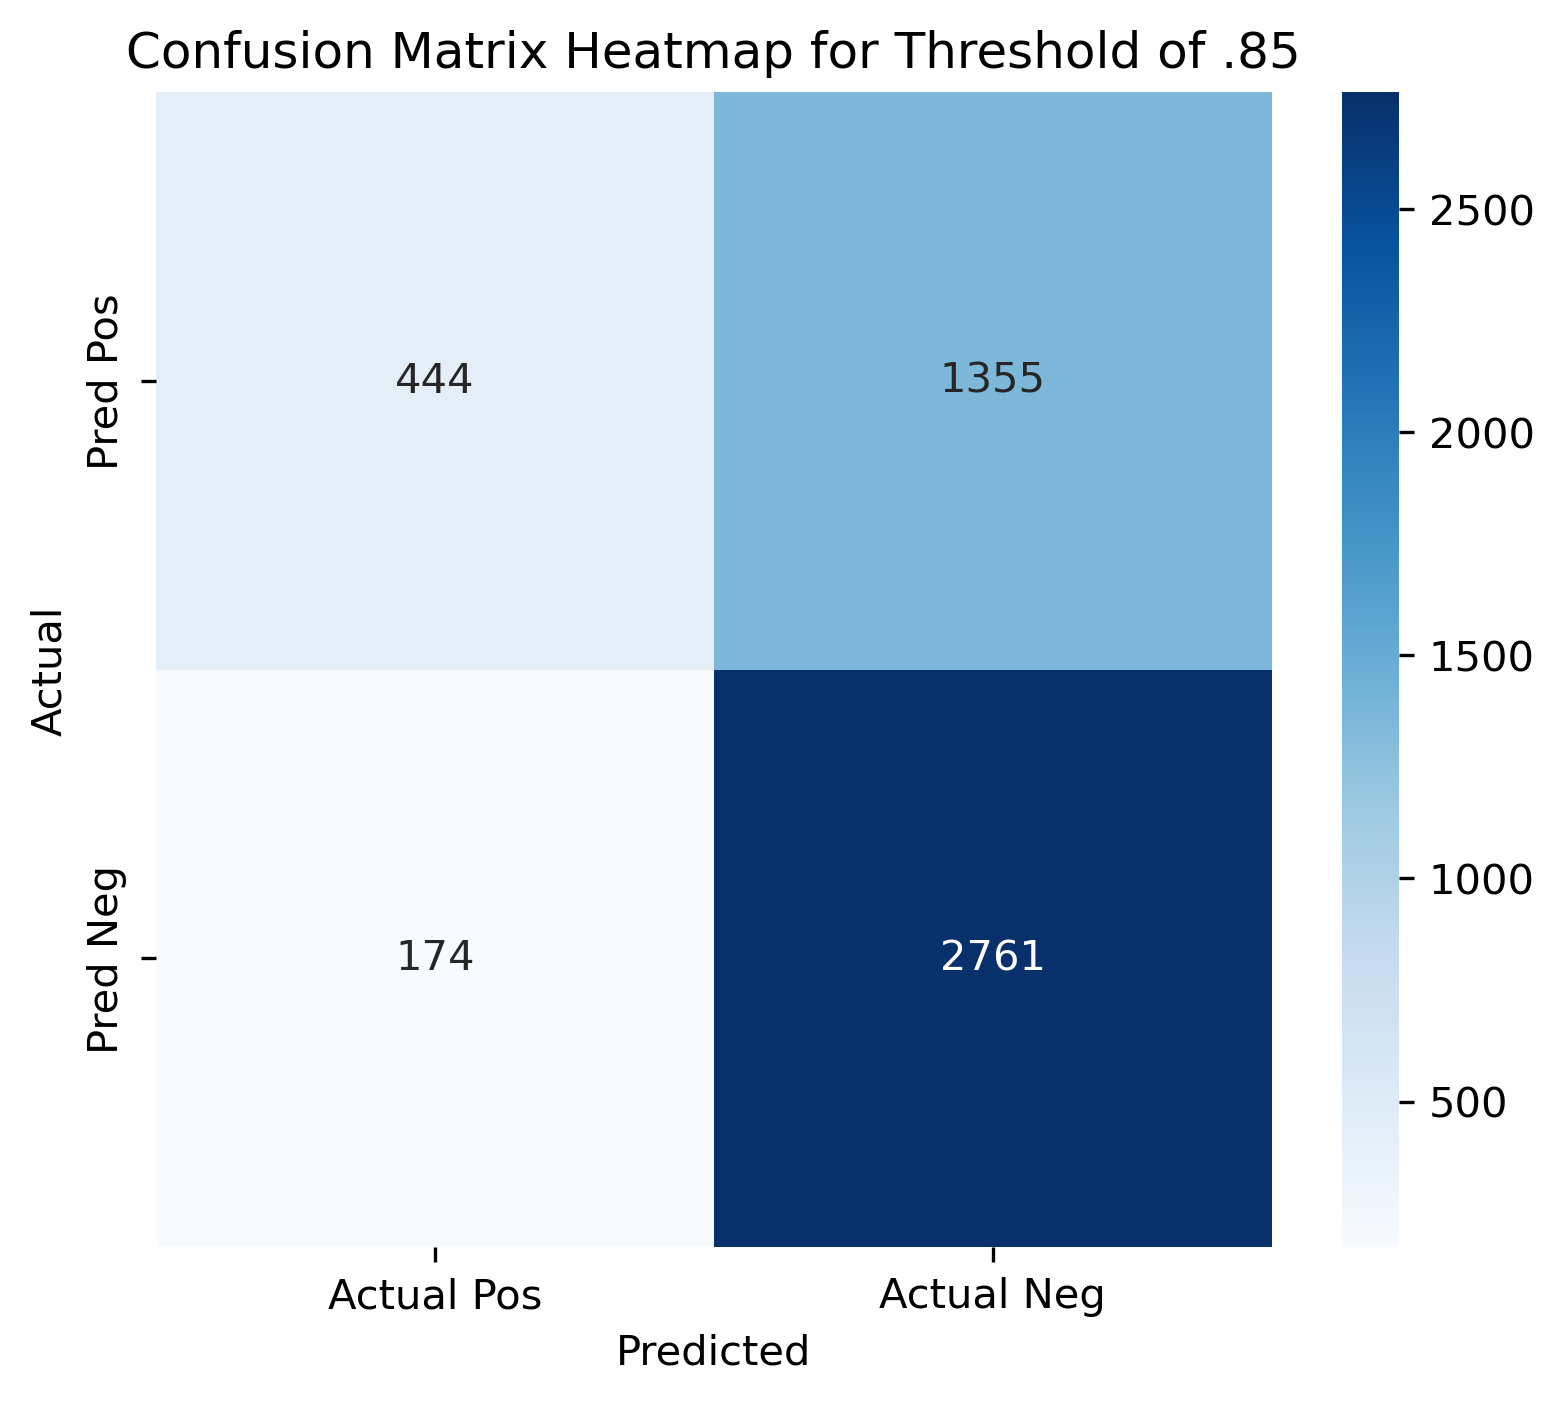 Confusion Matrix Heatmap for Threshold of .85
Actual
Pred Pos
Pred Neg
444
1355
174
2761
Actual Pos
Actual Neg
Predicted
2500
2000
1500
1000
500